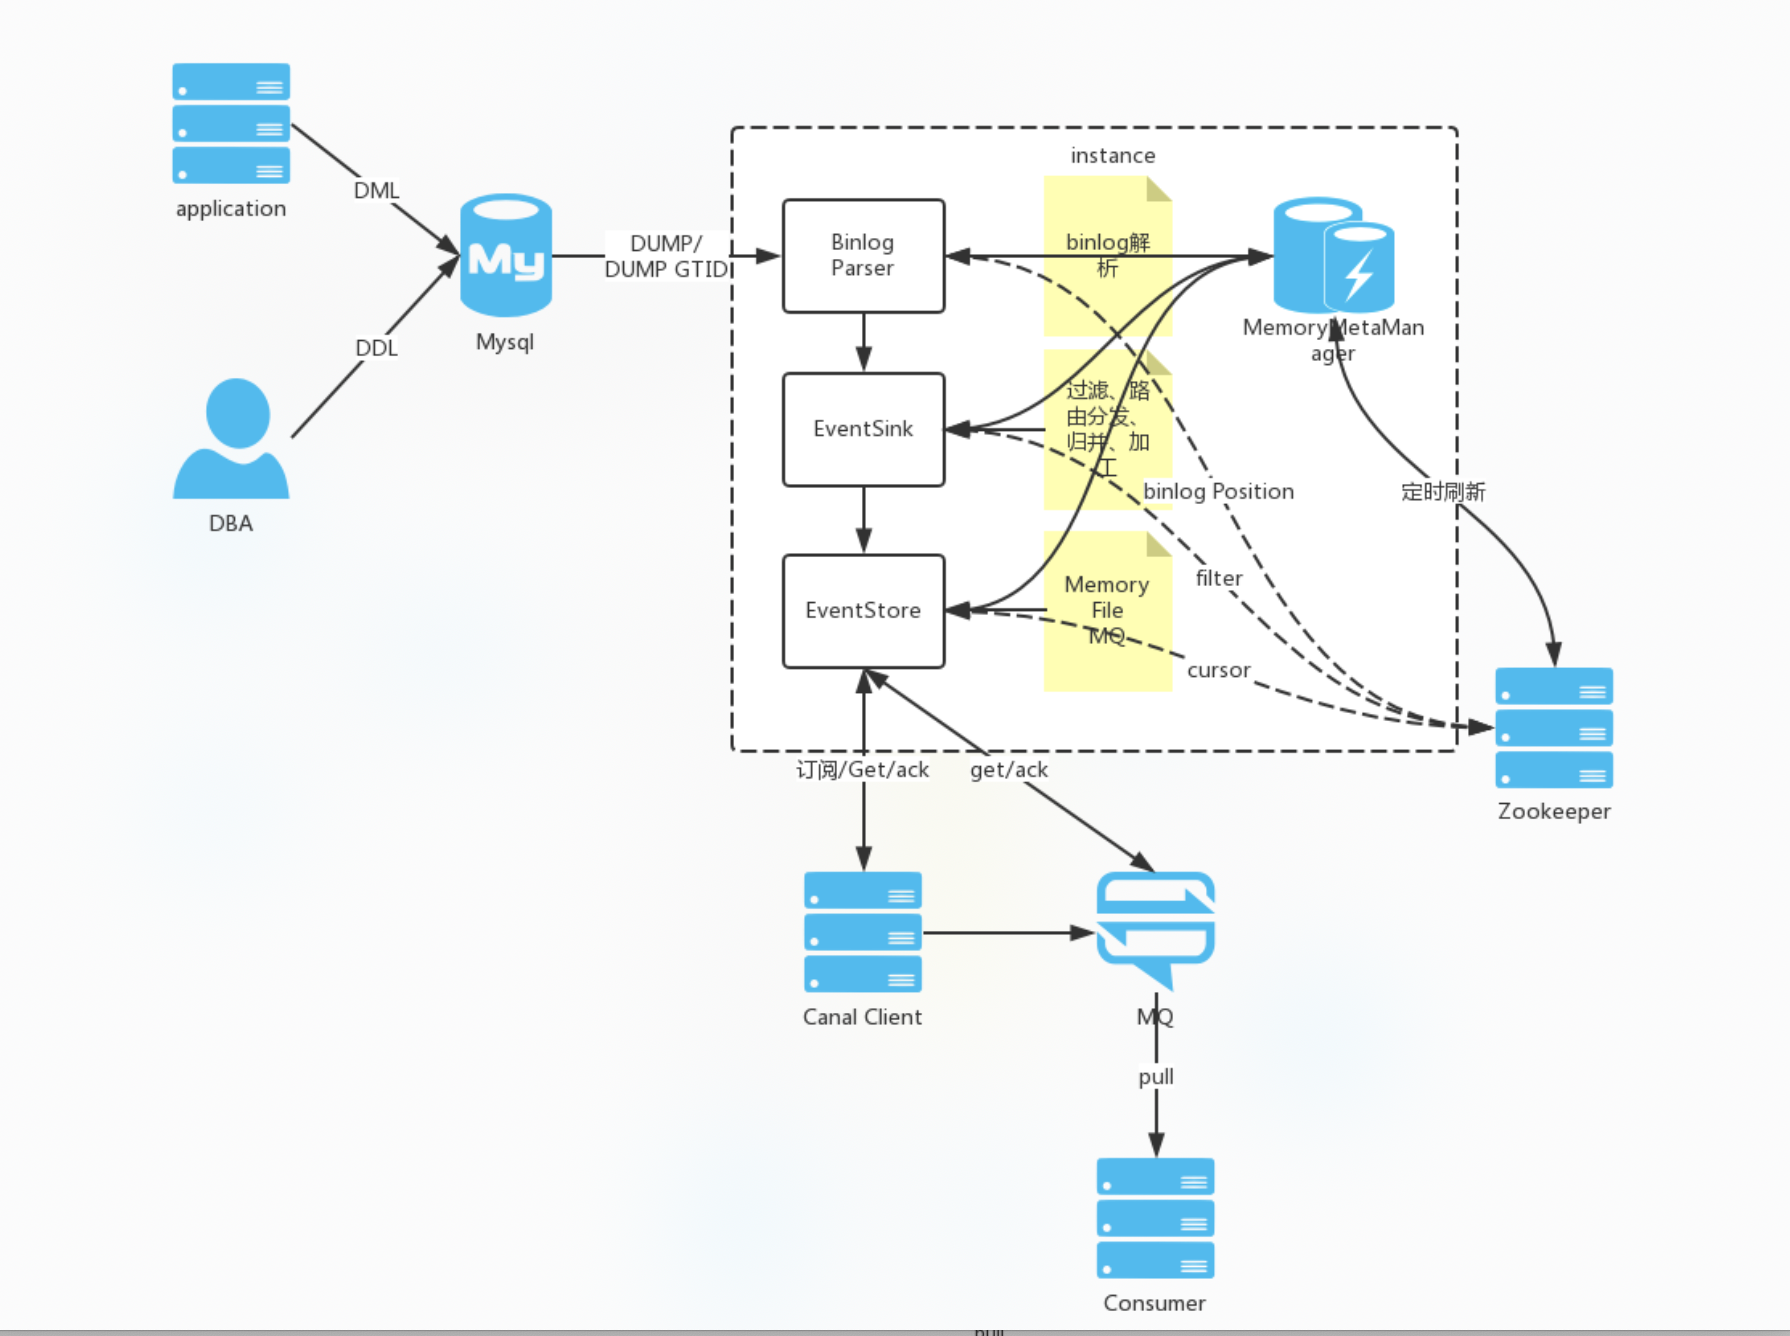 instance
application
DML
DUMP/
DUMP GTID
Mysql
DDL
DBA
Binlog
Parser
binlog解
析
MemoryMetaMan
ager
EventSink
过滤、路
由分发、
归并、加
工
binlog Position
定时刷新
filter
EventStore
Memory
File
MQ
cursor
订阅/Get/ack
get/ack
Zookeeper
Canal Client
MQ
pull
Consumer
pull